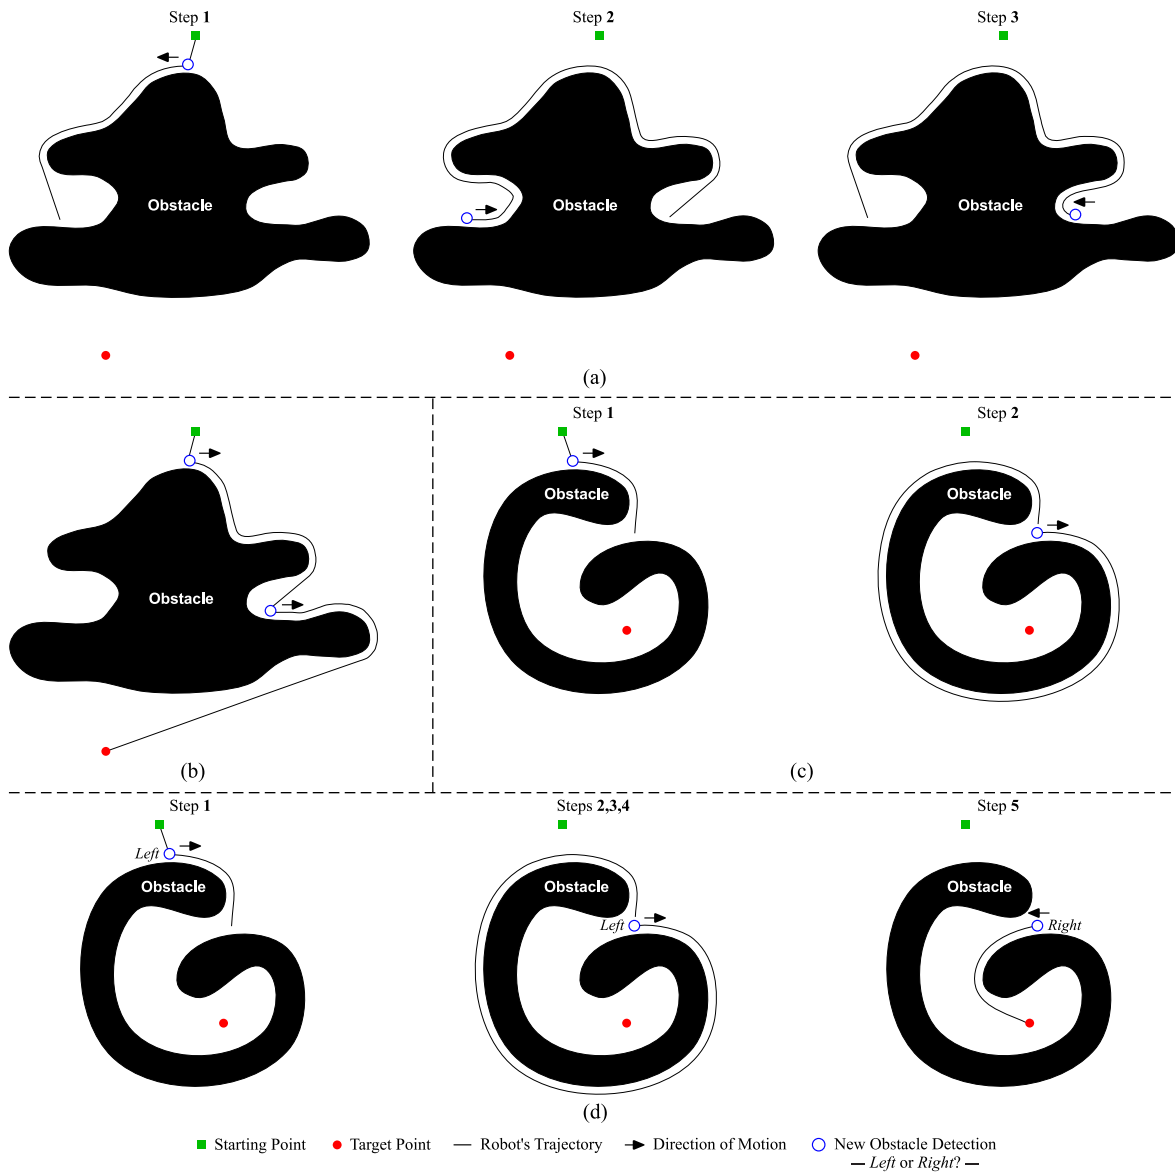 Step 1
Step 2
Step 3
Obstacle
Obstacle
Obstacle
(a)
Step 1
Step 2
Obstacle
Obstacle
Obstacle
(b)
(c)
Step 1
Steps 2,3,4
Step 5
Left
Obstacle
Obstacle
Obstacle
Left
Right
(d)
Starting Point
Target Point
Robot's Trajectory
Direction of Motion
New Obstacle Detection
— Left or Right? —